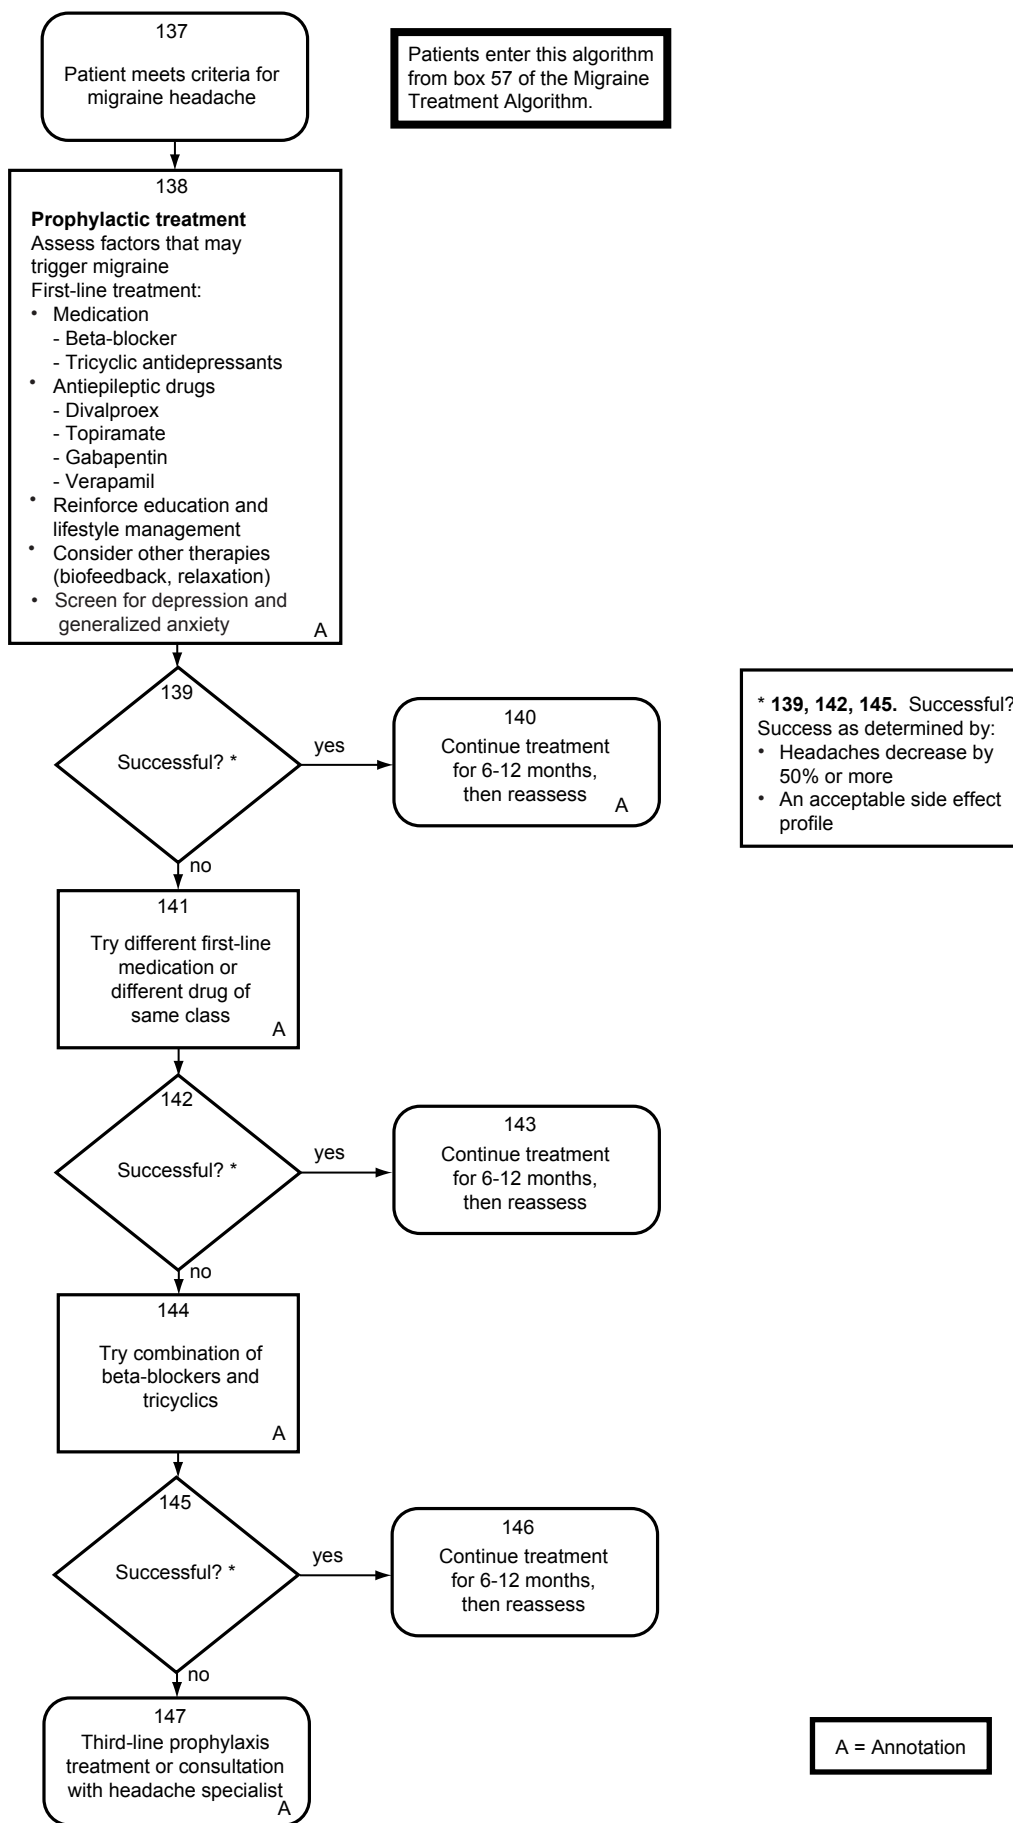 137
Patient meets criteria for
migraine headache
Patients enter this algorithm
from box 57 of the Migraine
Treatment Algorithm.
138
Prophylactic treatment
Assess factors that may
trigger migraine
First-line treatment:
• Medication
- Beta-blocker
- Tricyclic antidepressants
• Antiepileptic drugs
- Divalproex
- Topiramate
- Gabapentin
- Verapamil
• Reinforce education and
lifestyle management
• Consider other therapies
(biofeedback, relaxation)
• Screen for depression and
generalized anxiety
A
139
Successful? *
yes
no
140
Continue treatment
for 6-12 months,
then reassess
A
* 139, 142, 145. Successful?
Success as determined by:
• Headaches decrease by
50% or more
• An acceptable side effect
profile
141
Try different first-line
medication or
different drug of
same class
A
142
Successful? *
yes
no
143
Continue treatment
for 6-12 months,
then reassess
144
Try combination of
beta-blockers and
tricyclics
A
145
Successful? *
yes
no
146
Continue treatment
for 6-12 months,
then reassess
147
Third-line prophylaxis
treatment or consultation
with headache specialist
A
A = Annotation